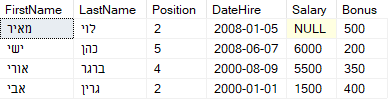 FirstName LastName Position DateHire Salary Bonus
מאיר לוי 2 2008-01-05 NULL 500
ישי כהן 5 2008-06-07 6000 200
אורי ברגר 4 2000-08-09 5500 350
אבי גרין 2 2000-01-01 1500 400